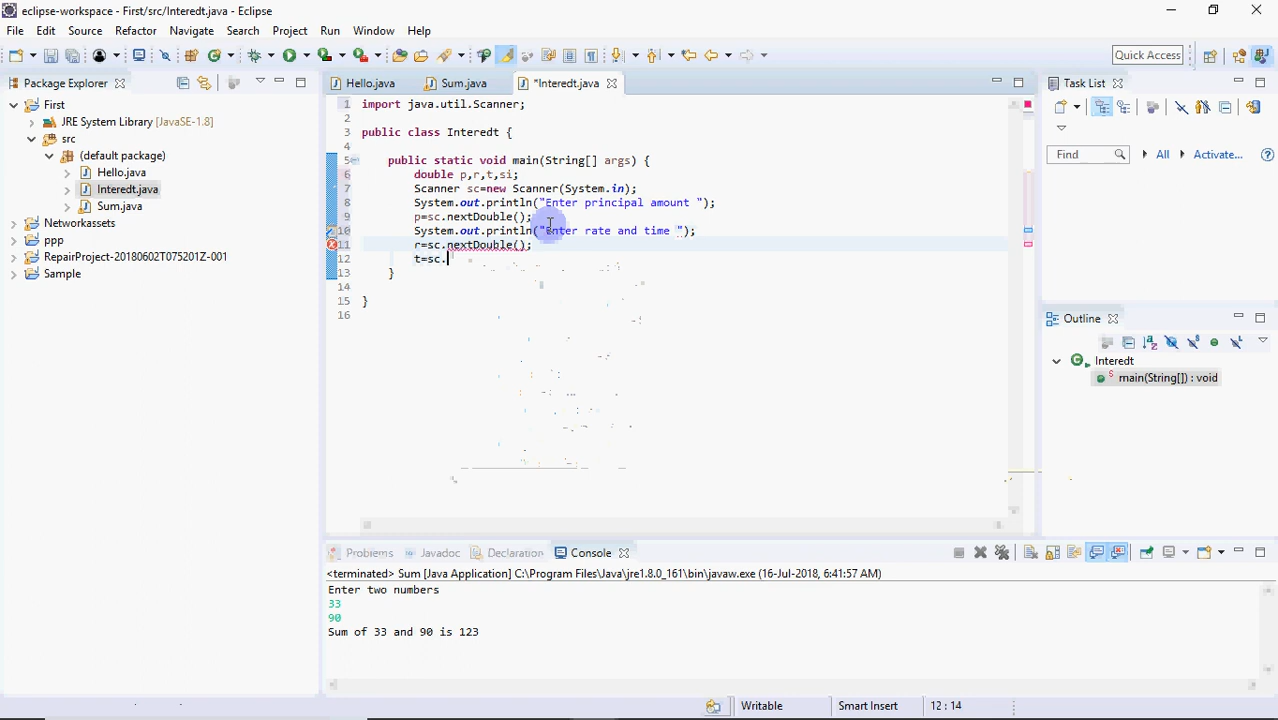 eclipse-workspace - First/src/Interedt.java - Eclipse
File Edit Source Refactor Navigate Search Project Run Window Help
Quick Access
Package Explorer
Hello.java
Sum.java
*Interedt.java
Task List
First
JRE System Library [JavaSE-1.8]
src
(default package)
Hello.java
Interedt.java
Sum.java
Networkassets
ppp
RepairProject-20180602T075201Z-001
Sample
1 import java.util.Scanner;
2
3 public class Interedt {
4
5 public static void main(String[] args) {
6 double p,r,t,si;
7 Scanner sc=new Scanner(System.in);
8 System.out.println("Enter principal amount ");
9 p=sc.nextDouble();
10 System.out.println("Enter rate and time ");
11 r=sc.nextDouble();
12 t=sc.
13 }
14
15 }
16
Find All Activate...
Outline
Interedt
main(String[]) : void
Problems Javadoc Declaration Console
<terminated> Sum [Java Application] C:\Program Files\Java\jre1.8.0_161\bin\javaw.exe (16-Jul-2018, 6:41:57 AM)
Enter two numbers
33
90
Sum of 33 and 90 is 123
Writable Smart Insert 12 : 14